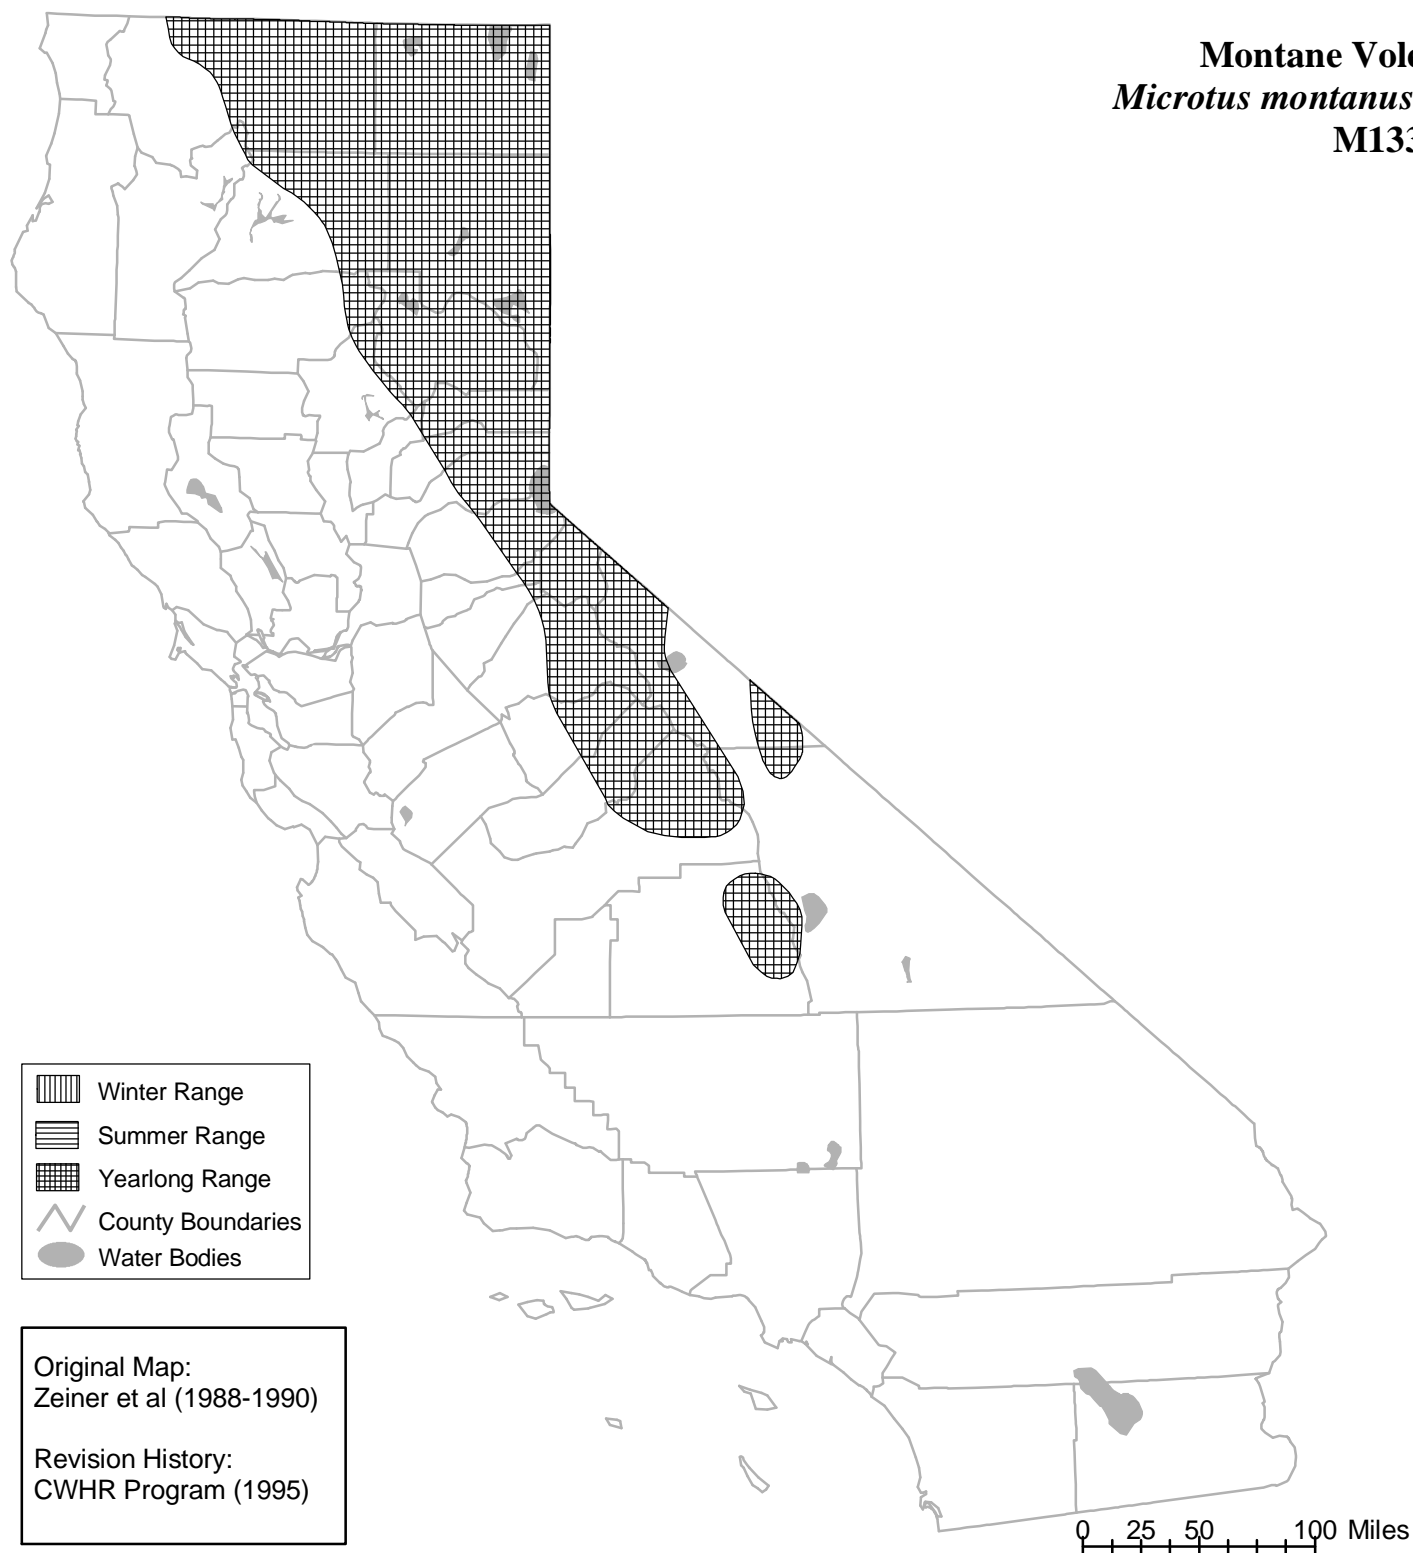 Montane Vole
Microtus montanus
M133
Winter Range
Summer Range
Yearlong Range
County Boundaries
Water Bodies
Original Map:
Zeiner et al (1988-1990)
Revision History:
CWHR Program (1995)
0 25 50 100 Miles